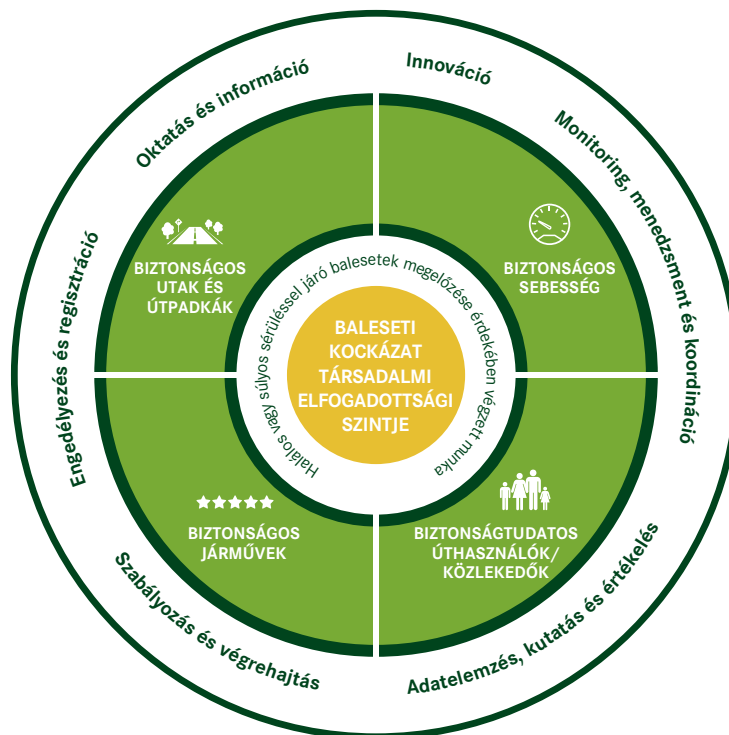 Oktatás és információ
Innováció
Monitoring, menedzsment és koordináció
Adatelemzés, kutatás és értékelés
Szabályozás és végrehajtás
Engedélyezés és regisztráció
BIZTONSÁGOS
UTAK ÉS
ÚTPADKÁK
BIZTONSÁGOS
SEBESSÉG
Halálos vagy súlyos sérüléssel járó balesetek megelőzése érdekében végzett munka
BALESETI
KOCKÁZAT
TÁRSADALMI
ELFOGADOTTSÁGI
SZINTJE
BIZTONSÁGOS
JÁRMŰVEK
BIZTONSÁGTUDATOS
ÚTHASZNÁLÓK/
KÖZLEKEDŐK